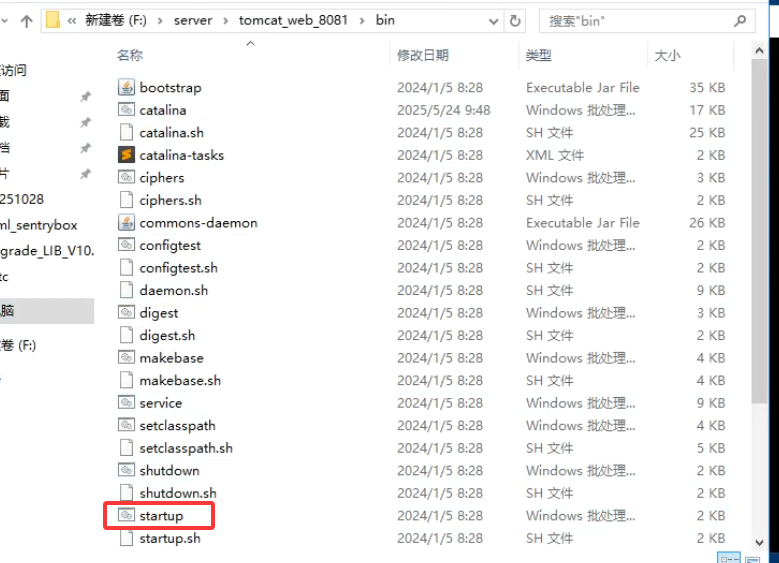 « 新建卷 (F:) › server › tomcat_web_8081 › bin 搜索"bin"
名称 修改日期 类型 大小
访问
bootstrap 2024/1/5 8:28 Executable Jar File 35 KB
面 catalina 2025/5/24 9:48 Windows 批处理... 17 KB
载 catalina.sh 2024/1/5 8:28 SH 文件 25 KB
档 catalina-tasks 2024/1/5 8:28 XML 文件 2 KB
片 ciphers 2024/1/5 8:28 Windows 批处理... 3 KB
251028 ciphers.sh 2024/1/5 8:28 SH 文件 2 KB
ml_sentrybox commons-daemon 2024/1/5 8:28 Executable Jar File 26 KB
grade_LIB_V10. configtest 2024/1/5 8:28 Windows 批处理... 2 KB
tc configtest.sh 2024/1/5 8:28 SH 文件 2 KB
daemon.sh 2024/1/5 8:28 SH 文件 9 KB
脑 digest 2024/1/5 8:28 Windows 批处理... 3 KB
digest.sh 2024/1/5 8:28 SH 文件 2 KB
卷 (F:) makebase 2024/1/5 8:28 Windows 批处理... 4 KB
makebase.sh 2024/1/5 8:28 SH 文件 4 KB
service 2024/1/5 8:28 Windows 批处理... 9 KB
setclasspath 2024/1/5 8:28 Windows 批处理... 4 KB
setclasspath.sh 2024/1/5 8:28 SH 文件 5 KB
shutdown 2024/1/5 8:28 Windows 批处理... 2 KB
shutdown.sh 2024/1/5 8:28 SH 文件 2 KB
startup 2024/1/5 8:28 Windows 批处理... 2 KB
startup.sh 2024/1/5 8:28 SH 文件 2 KB